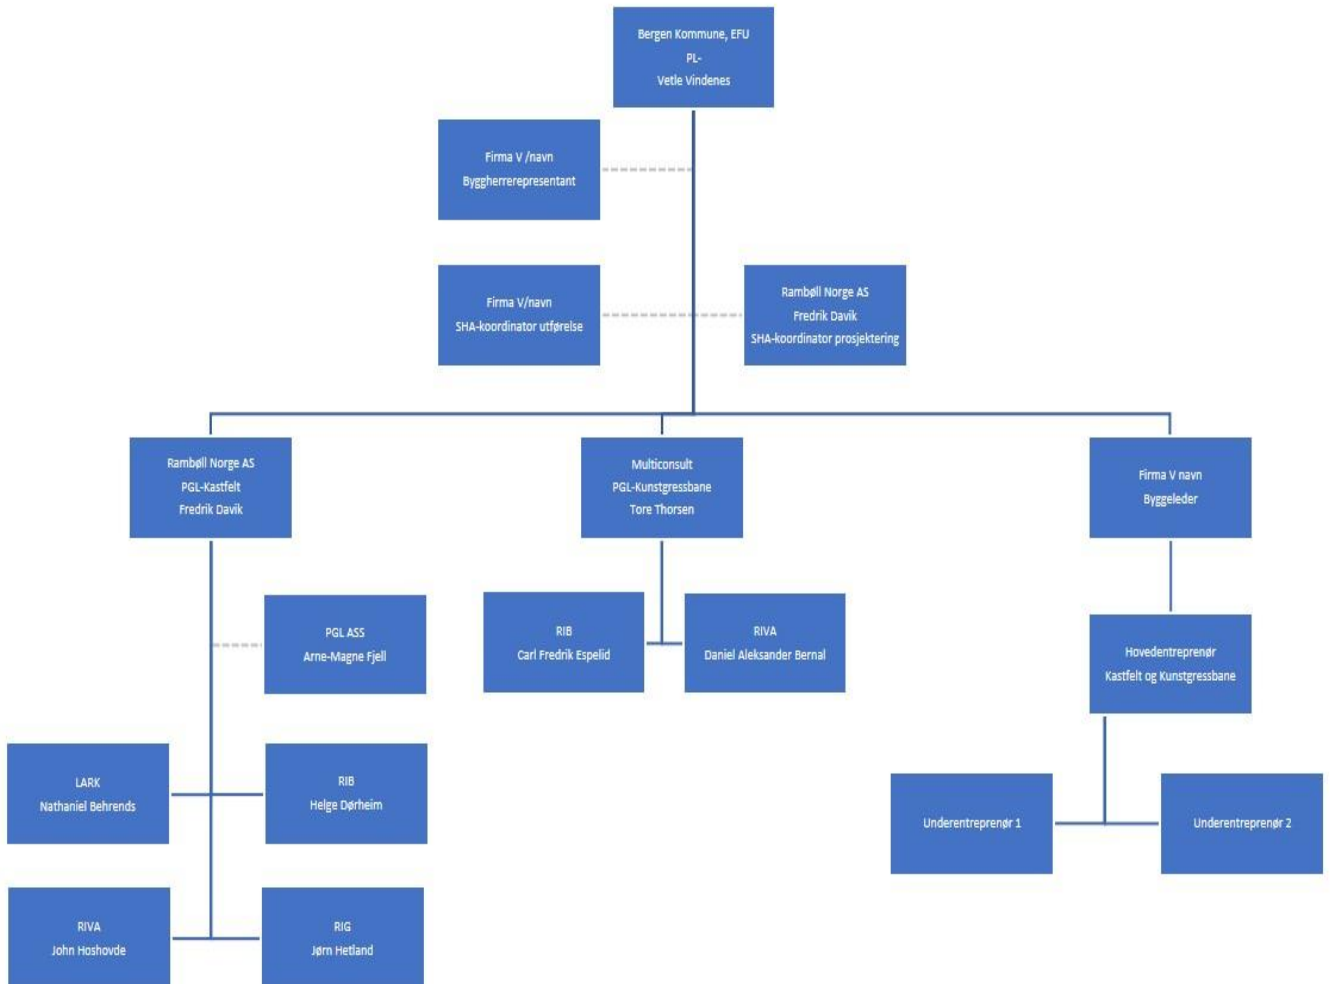 Bergen Kommune, EFU
PL-
Vetle Vindenes
Firma V /navn
Byggherrerepresentant
Firma V/navn
SHA-koordinator utførelse
Rambøll Norge AS
Fredrik Davik
SHA-koordinator prosjektering
Rambøll Norge AS
PGL-Kastfelt
Fredrik Davik
Multiconsult
PGL-Kunstgressbane
Tore Thorsen
Firma V navn
Byggeleder
PGL ASS
Arne-Magne Fjell
RIB
Carl Fredrik Espelid
RIVA
Daniel Aleksander Bernal
Hovedentreprenør
Kastfelt og Kunstgressbane
LARK
Nathaniel Behrends
RIB
Helge Dørheim
Underentreprenør 1
Underentreprenør 2
RIVA
John Hoshovde
RIG
Jørn Hetland